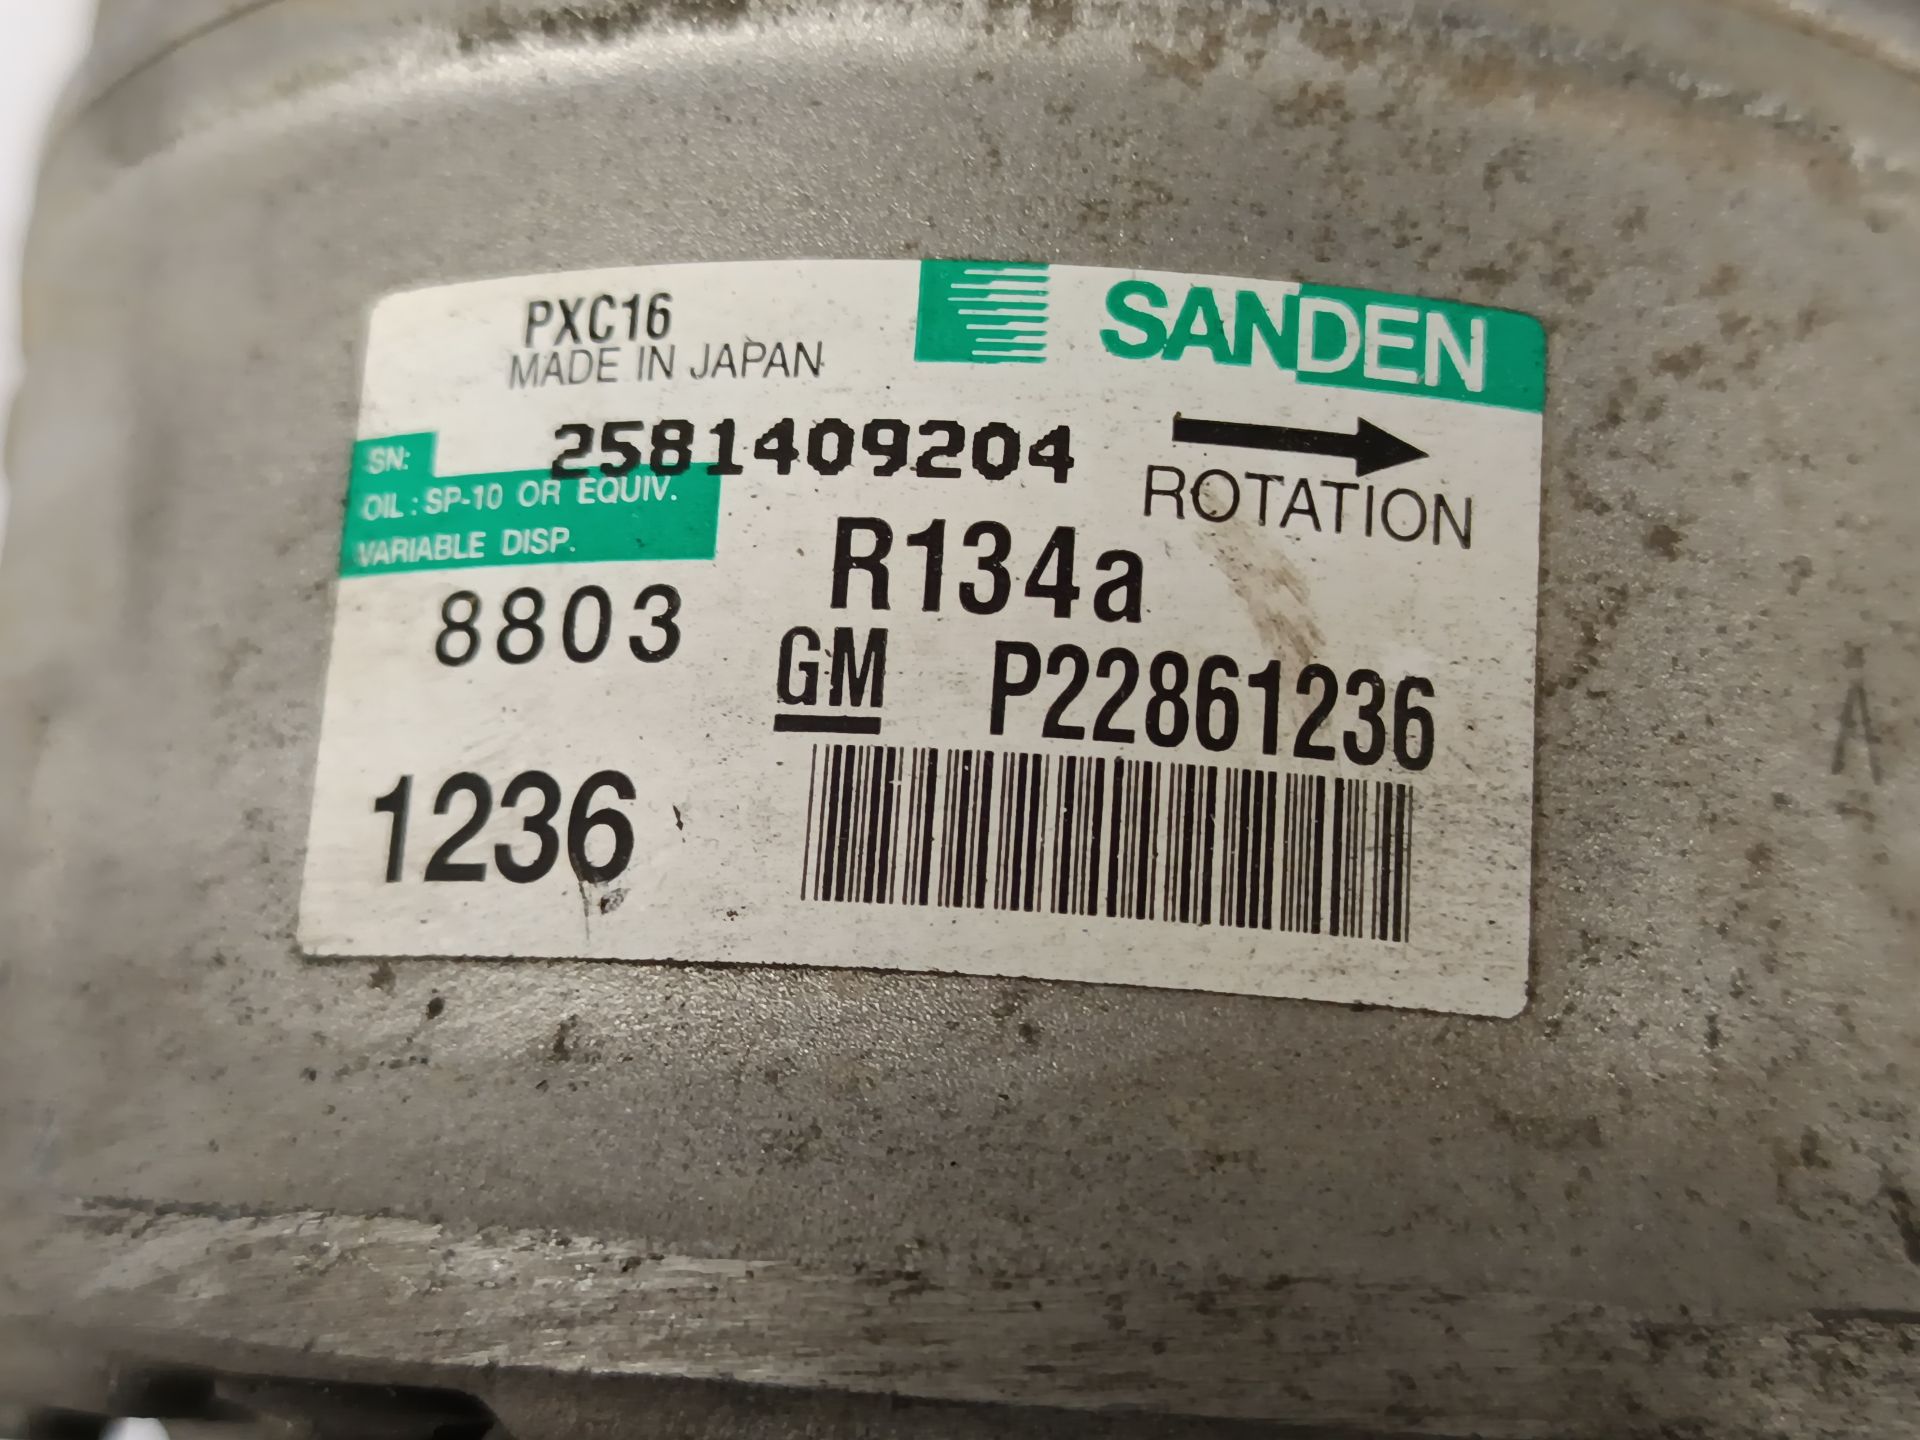 PXC16
MADE IN JAPAN
SANDEN
SN: 2581409204
ROTATION
OIL : SP-10 OR EQUIV.
VARIABLE DISP.
R134a
8803
GM P22861236
1236